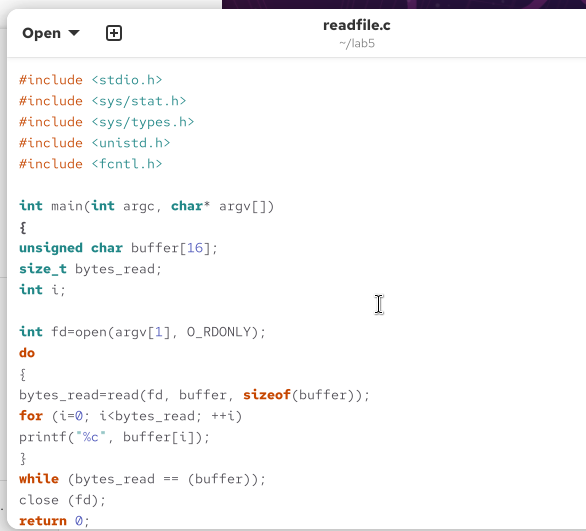 Open
readfile.c
~/lab5
#include <stdio.h>
#include <sys/stat.h>
#include <sys/types.h>
#include <unistd.h>
#include <fcntl.h>
int main(int argc, char* argv[])
{
unsigned char buffer[16];
size_t bytes_read;
int i;
int fd=open(argv[1], O_RDONLY);
do
{
bytes_read=read(fd, buffer, sizeof(buffer));
for (i=0; i<bytes_read; ++i)
printf("%c", buffer[i]);
}
while (bytes_read == (buffer));
close (fd);
return 0;